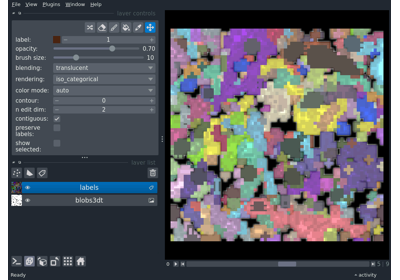 File View Plugins Window Help
layer controls
label: 1
opacity: 0.70
brush size: 10
blending: translucent
rendering: iso_categorical
color mode: auto
contour: 0
n edit dim: 2
contiguous:
preserve
labels:
show
selected:
layer list
labels
blobs3dt
activity